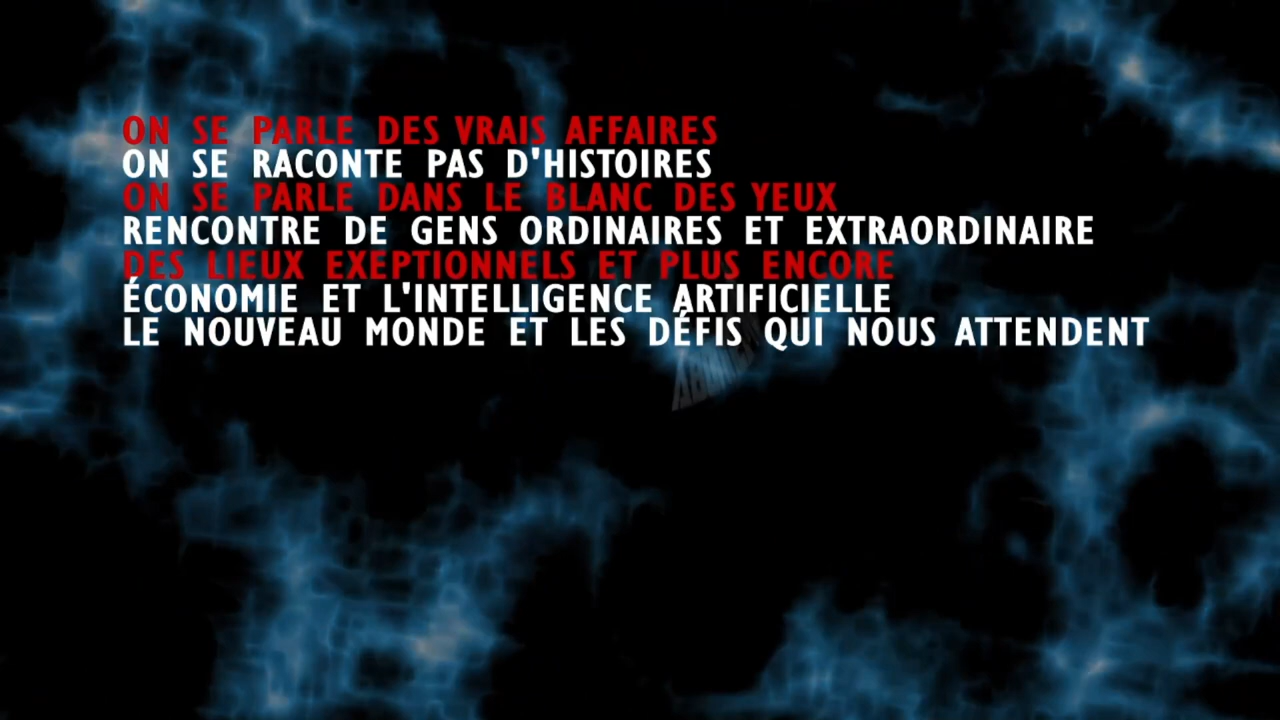 ON SE PARLE DES VRAIS AFFAIRES
ON SE RACONTE PAS D'HISTOIRES
ON SE PARLE DANS LE BLANC DES YEUX
RENCONTRE DE GENS ORDINAIRES ET EXTRAORDINAIRE
DES LIEUX EXEPTIONNELS ET PLUS ENCORE
ÉCONOMIE ET L'INTELLIGENCE ARTIFICIELLE
LE NOUVEAU MONDE ET LES DÉFIS QUI NOUS ATTENDENT